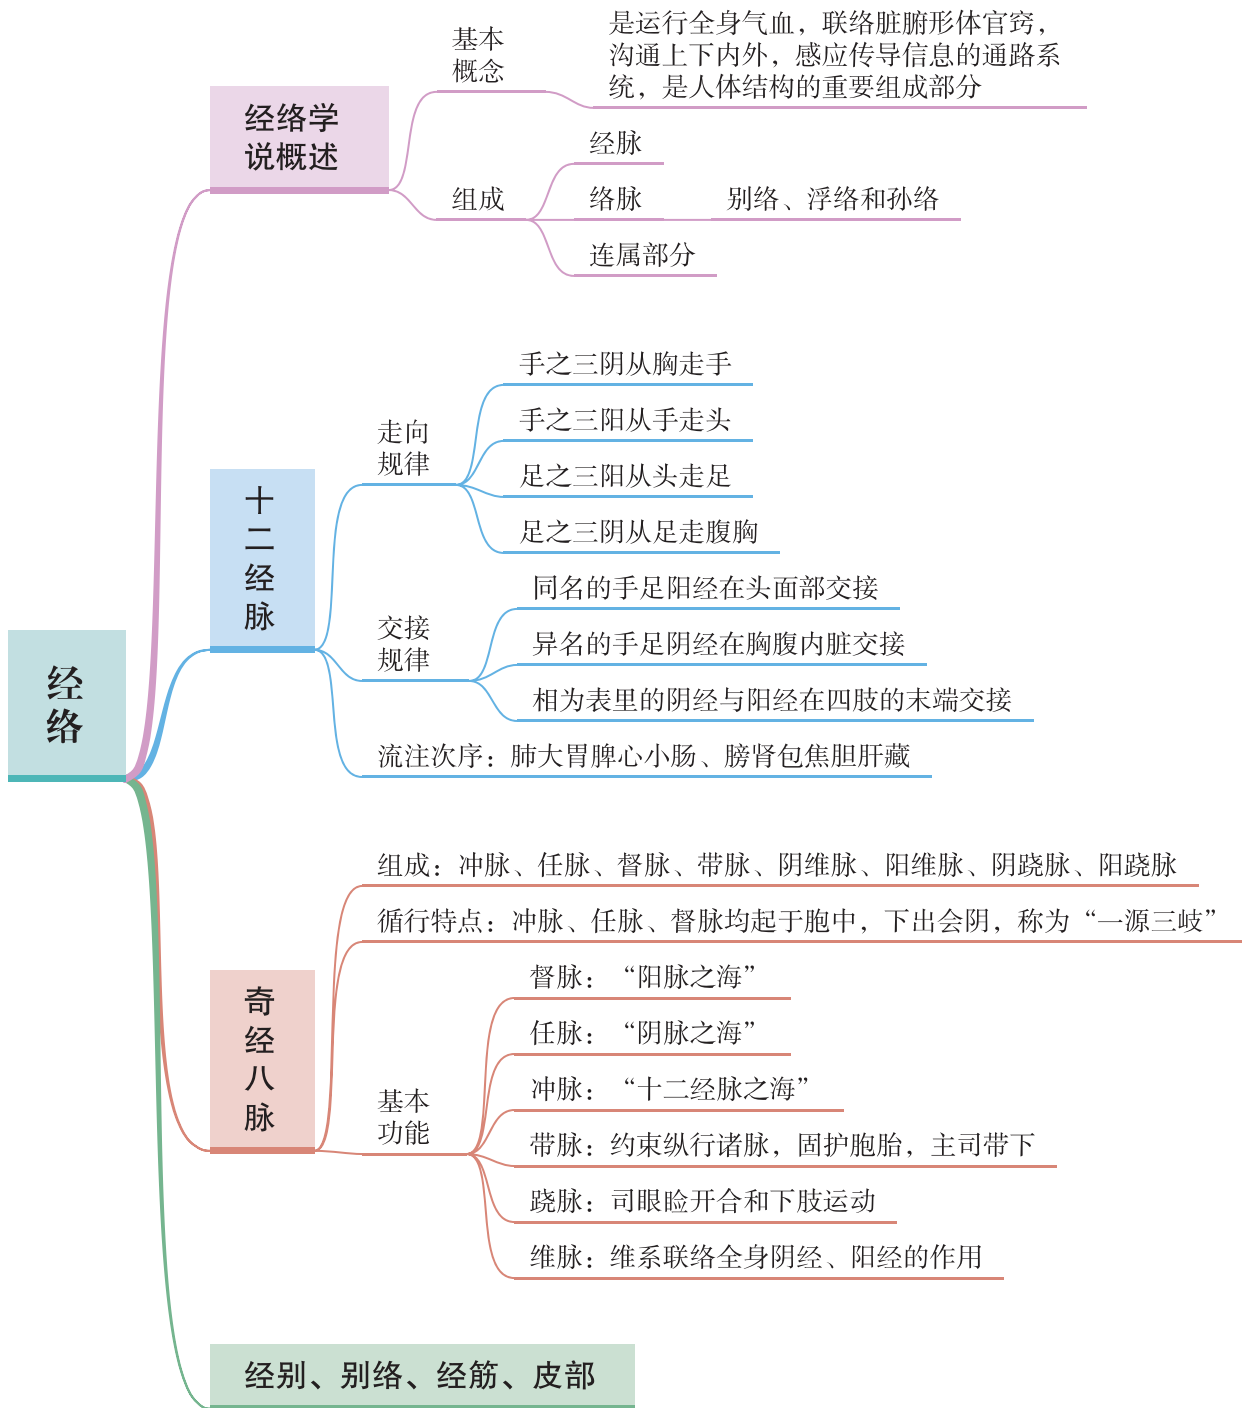 经
络
经络学
说概述
基本
概念
是运行全身气血，联络脏腑形体官窍，
沟通上下内外，感应传导信息的通路系
统，是人体结构的重要组成部分
组成
经脉
络脉
别络、浮络和孙络
连属部分
十
二
经
脉
走向
规律
手之三阴从胸走手
手之三阳从手走头
足之三阳从头走足
足之三阴从足走腹胸
交接
规律
同名的手足阳经在头面部交接
异名的手足阴经在胸腹内脏交接
相为表里的阴经与阳经在四肢的末端交接
流注次序：肺大胃脾心小肠、膀肾包焦胆肝藏
奇
经
八
脉
组成：冲脉、任脉、督脉、带脉、阴维脉、阳维脉、阴跷脉、阳跷脉
循行特点：冲脉、任脉、督脉均起于胞中，下出会阴，称为“一源三岐”
基本
功能
督脉：“阳脉之海”
任脉：“阴脉之海”
冲脉：“十二经脉之海”
带脉：约束纵行诸脉，固护胞胎，主司带下
跷脉：司眼睑开合和下肢运动
维脉：维系联络全身阴经、阳经的作用
经别、别络、经筋、皮部